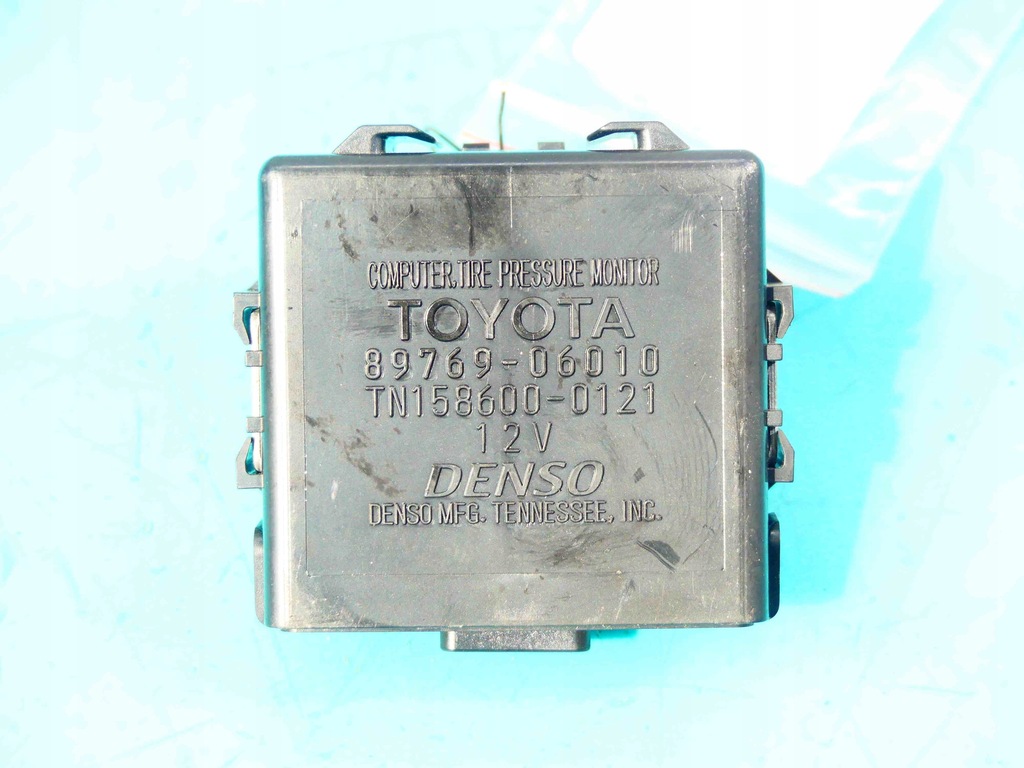 COMPUTER.TIRE PRESSURE MONITOR
TOYOTA
89769-06010
TN158600-0121
12V
DENSO
DENSO MFG. TENNESSEE, INC.